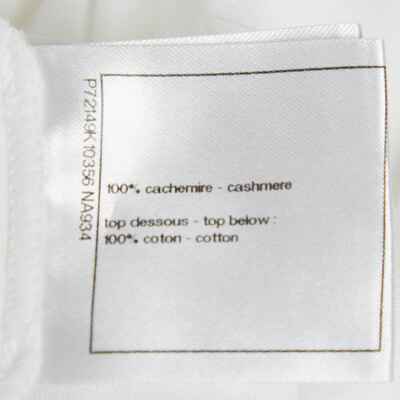 P72149K10356 NA934
100% cachemire - cashmere
top dessous - top below :
100% coton - cotton